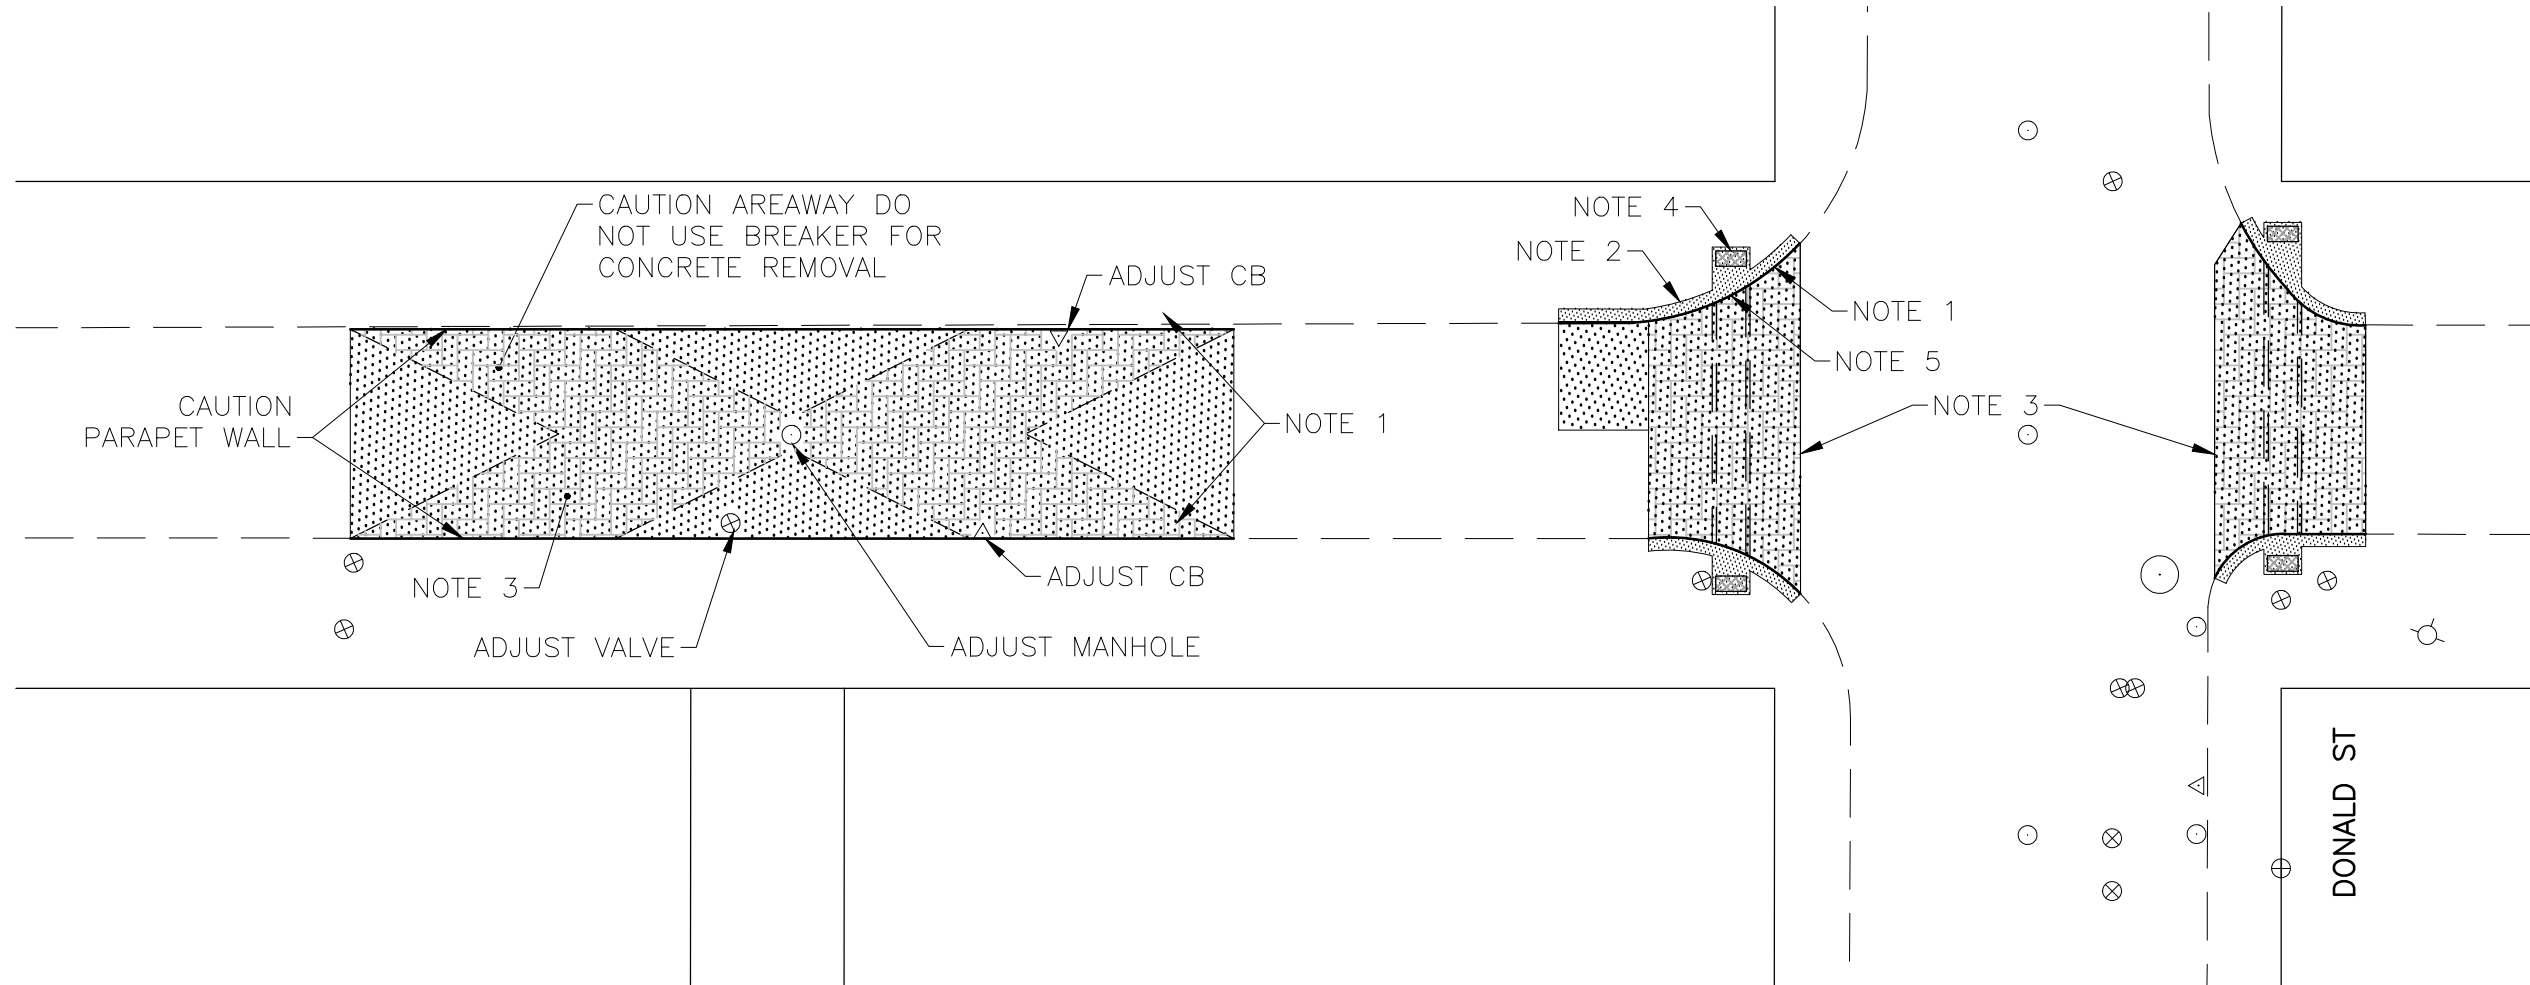 CAUTION AREAWAY DO
NOT USE BREAKER FOR
CONCRETE REMOVAL
ADJUST CB
NOTE 4
NOTE 2
NOTE 1
NOTE 5
NOTE 3
CAUTION
PARAPET WALL
NOTE 1
NOTE 3
ADJUST CB
ADJUST VALVE
ADJUST MANHOLE
DONALD ST